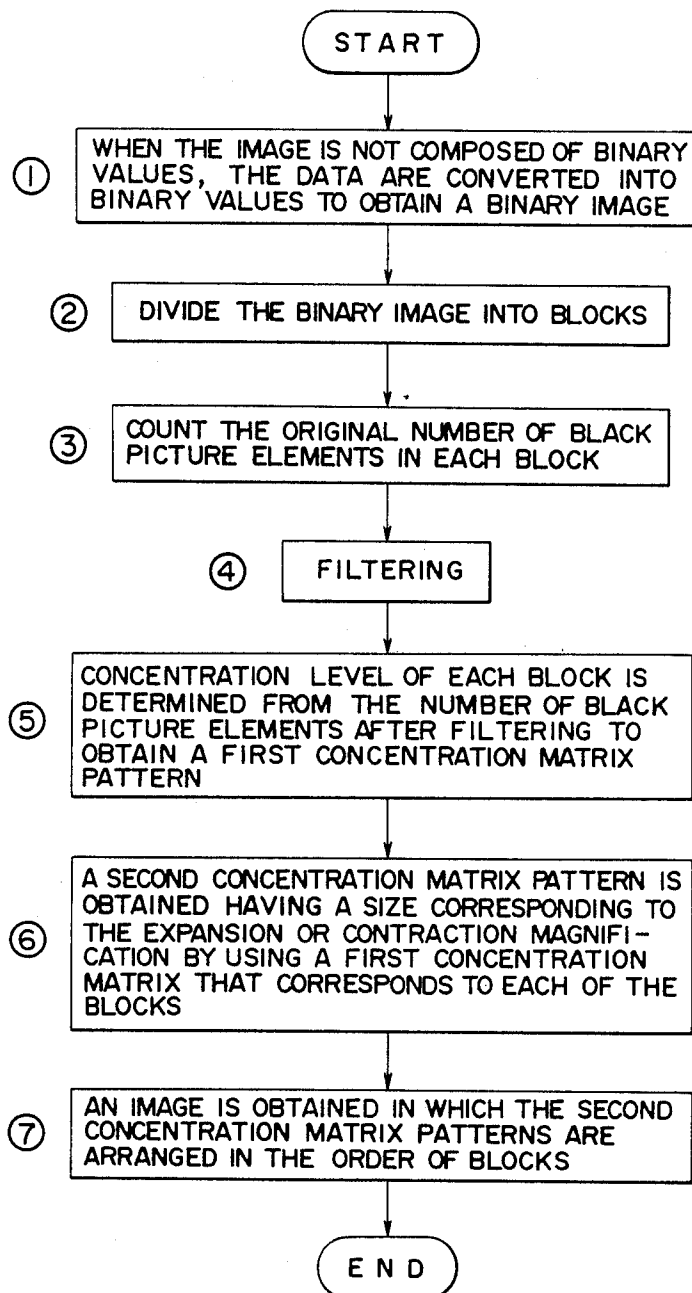 START
① WHEN THE IMAGE IS NOT COMPOSED OF BINARY
VALUES, THE DATA ARE CONVERTED INTO
BINARY VALUES TO OBTAIN A BINARY IMAGE
② DIVIDE THE BINARY IMAGE INTO BLOCKS
③ COUNT THE ORIGINAL NUMBER OF BLACK
PICTURE ELEMENTS IN EACH BLOCK
④ FILTERING
⑤ CONCENTRATION LEVEL OF EACH BLOCK IS
DETERMINED FROM THE NUMBER OF BLACK
PICTURE ELEMENTS AFTER FILTERING TO
OBTAIN A FIRST CONCENTRATION MATRIX
PATTERN
⑥ A SECOND CONCENTRATION MATRIX PATTERN IS
OBTAINED HAVING A SIZE CORRESPONDING TO
THE EXPANSION OR CONTRACTION MAGNIFI-
CATION BY USING A FIRST CONCENTRATION
MATRIX THAT CORRESPONDS TO EACH OF THE
BLOCKS
⑦ AN IMAGE IS OBTAINED IN WHICH THE SECOND
CONCENTRATION MATRIX PATTERNS ARE
ARRANGED IN THE ORDER OF BLOCKS
END